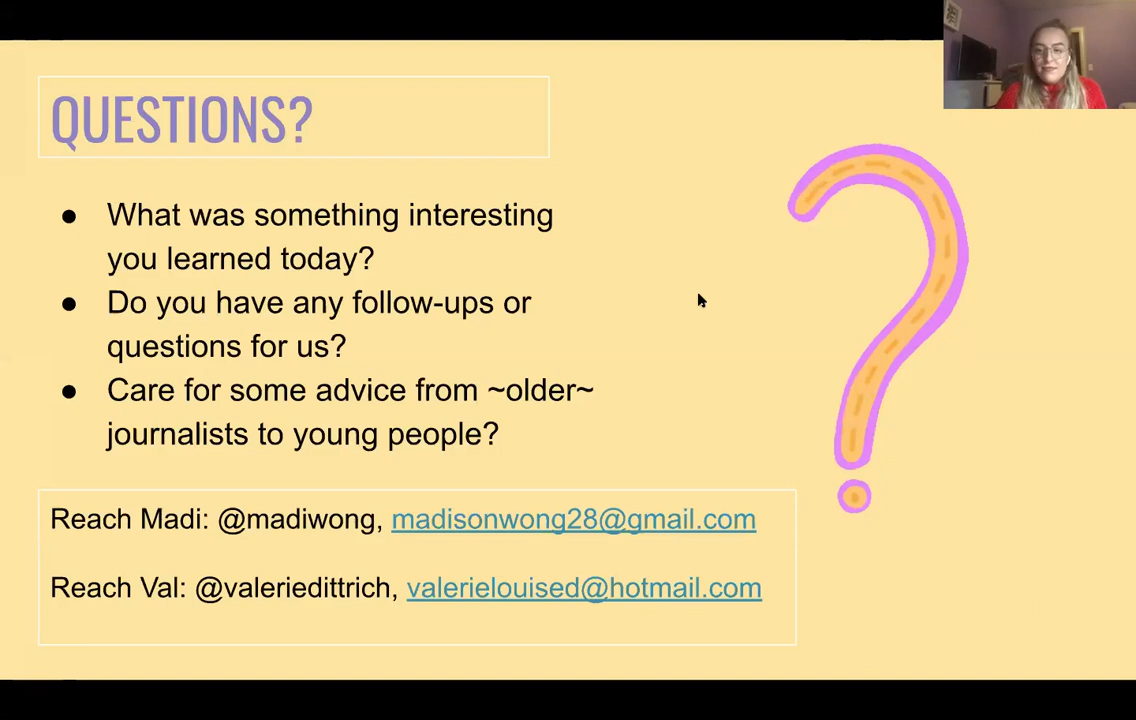 QUESTIONS?
● What was something interesting
you learned today?
● Do you have any follow-ups or
questions for us?
● Care for some advice from ~older~
journalists to young people?
Reach Madi: @madiwong, madisonwong28@gmail.com
Reach Val: @valeriedittrich, valerielouised@hotmail.com